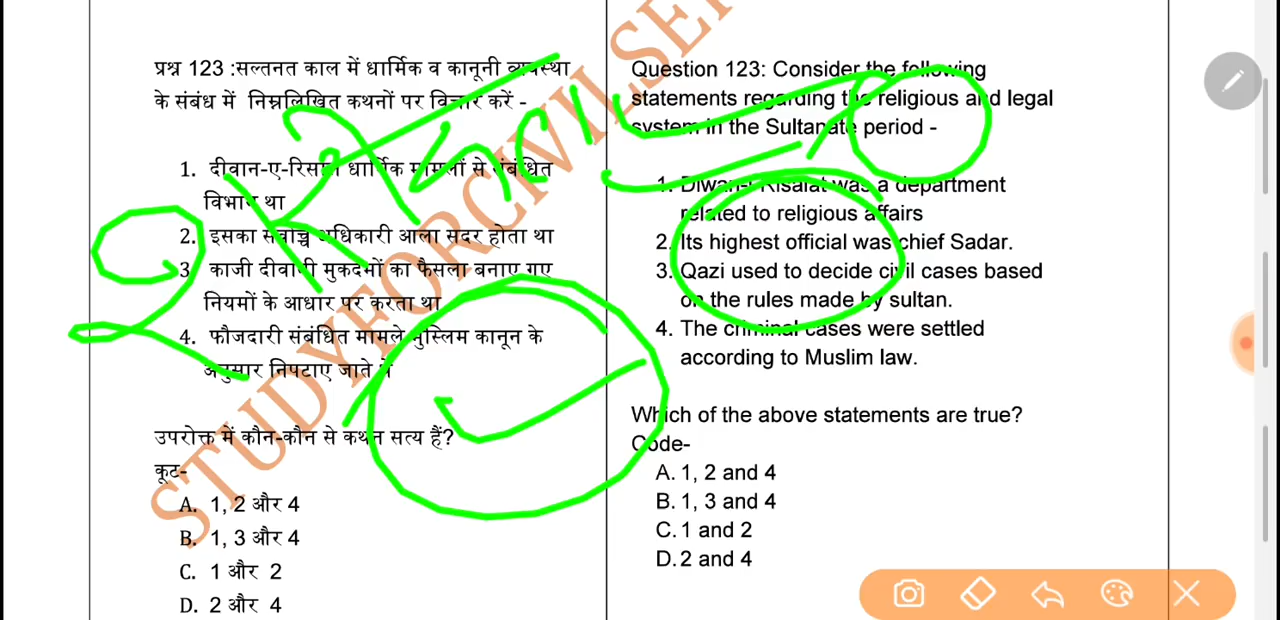 प्रश्न 123 :सल्तनत काल में धार्मिक व कानूनी व्यवस्था
के संबंध में निम्नलिखित कथनों पर विचार करें -
1. दीवान-ए-रिसालत धार्मिक मामलों से संबंधित
विभाग था
2. इसका सर्वोच्च अधिकारी आला सदर होता था
3. काजी दीवानी मुकदमों का फैसला बनाए गए
नियमों के आधार पर करता था
4. फौजदारी संबंधित मामले मुस्लिम कानून के
अनुसार निपटाए जाते थे
उपरोक्त में कौन-कौन से कथन सत्य हैं?
कूट-
A. 1, 2 और 4
B. 1, 3 और 4
C. 1 और 2
D. 2 और 4
Question 123: Consider the following
statements regarding the religious and legal
system in the Sultanate period -
1. Diwan-i-Risalat was a department
related to religious affairs
2. Its highest official was chief Sadar.
3. Qazi used to decide civil cases based
on the rules made by sultan.
4. The criminal cases were settled
according to Muslim law.
Which of the above statements are true?
Code-
A. 1, 2 and 4
B. 1, 3 and 4
C. 1 and 2
D. 2 and 4
STUDYFORCIVILSER